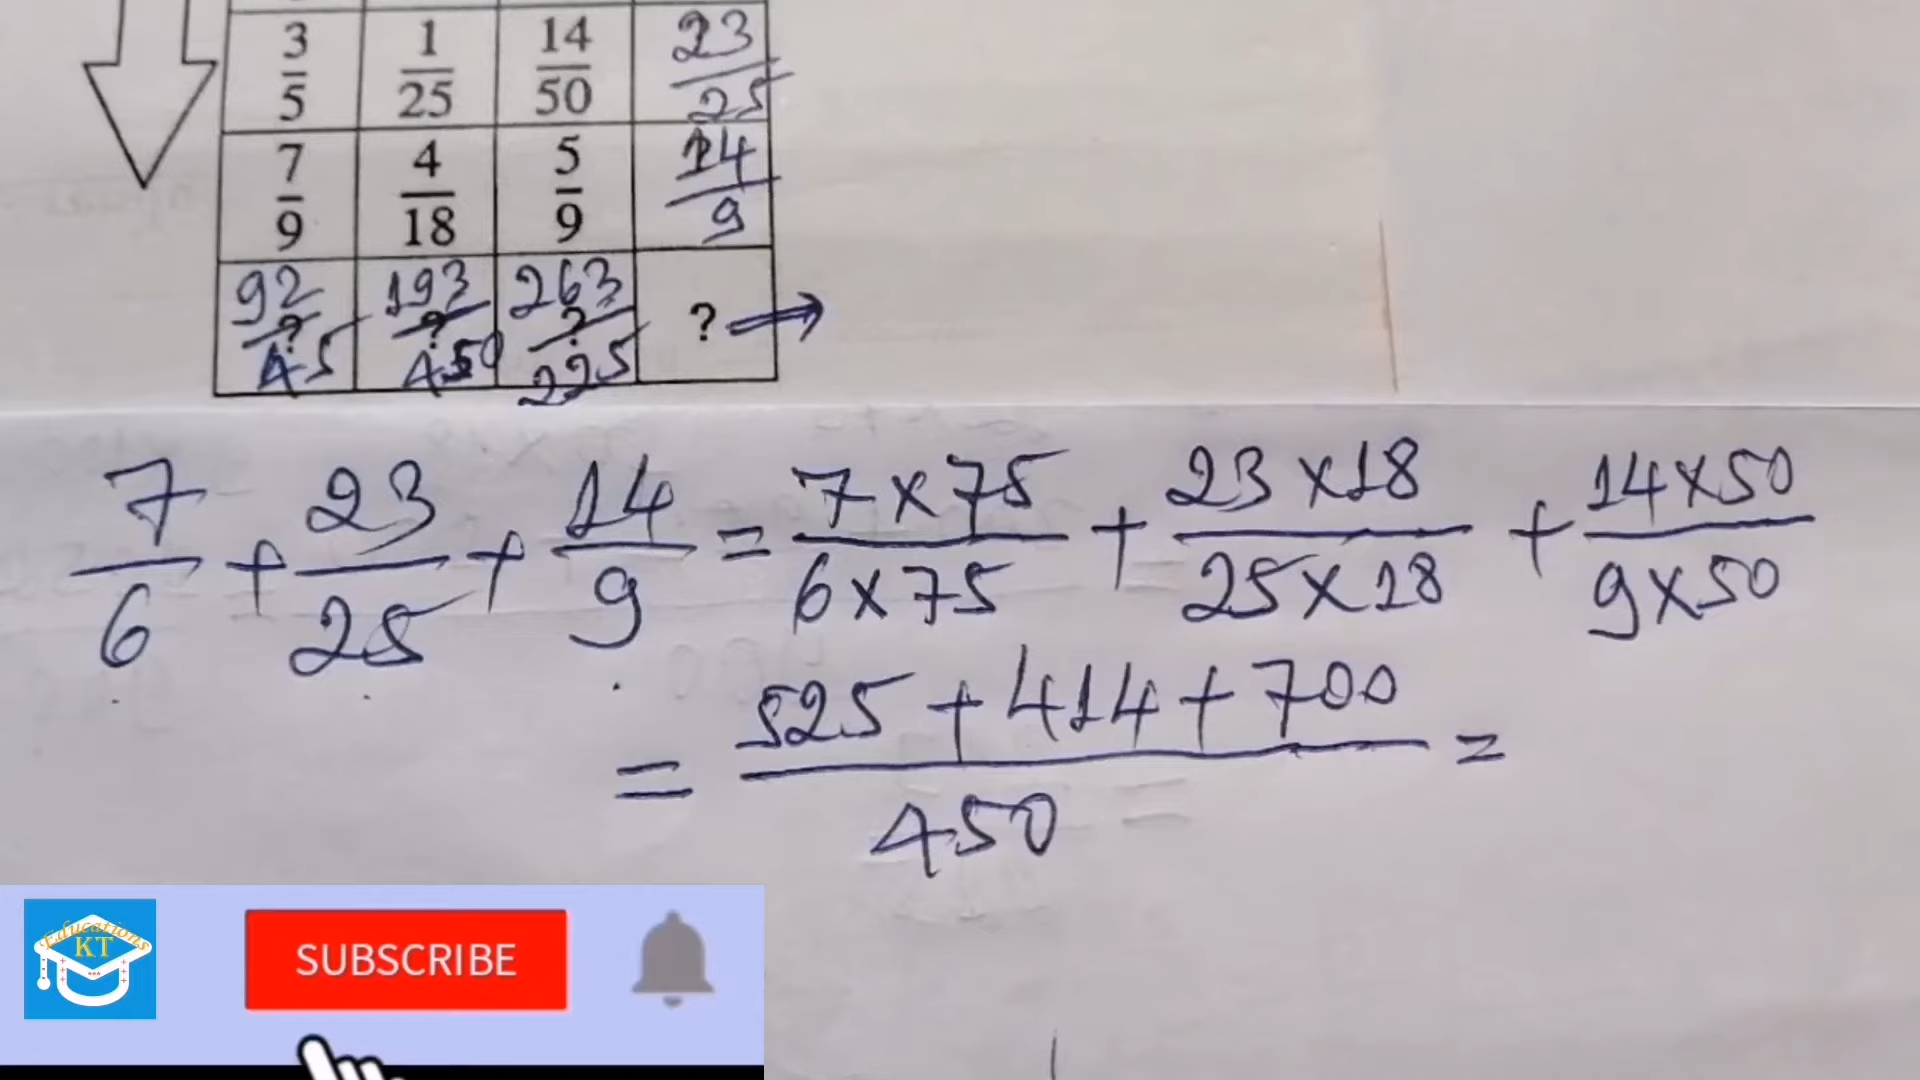 3/5 1/25 14/50 23/25
7/9 4/18 5/9 14/9
92/45 ? 193/450 ? 263/225 ? ? →
7/6 + 23/25 + 14/9 = 7×75/6×75 + 23×18/25×18 + 14×50/9×50
= 525+414+700/450 =
Educations
KT
SUBSCRIBE